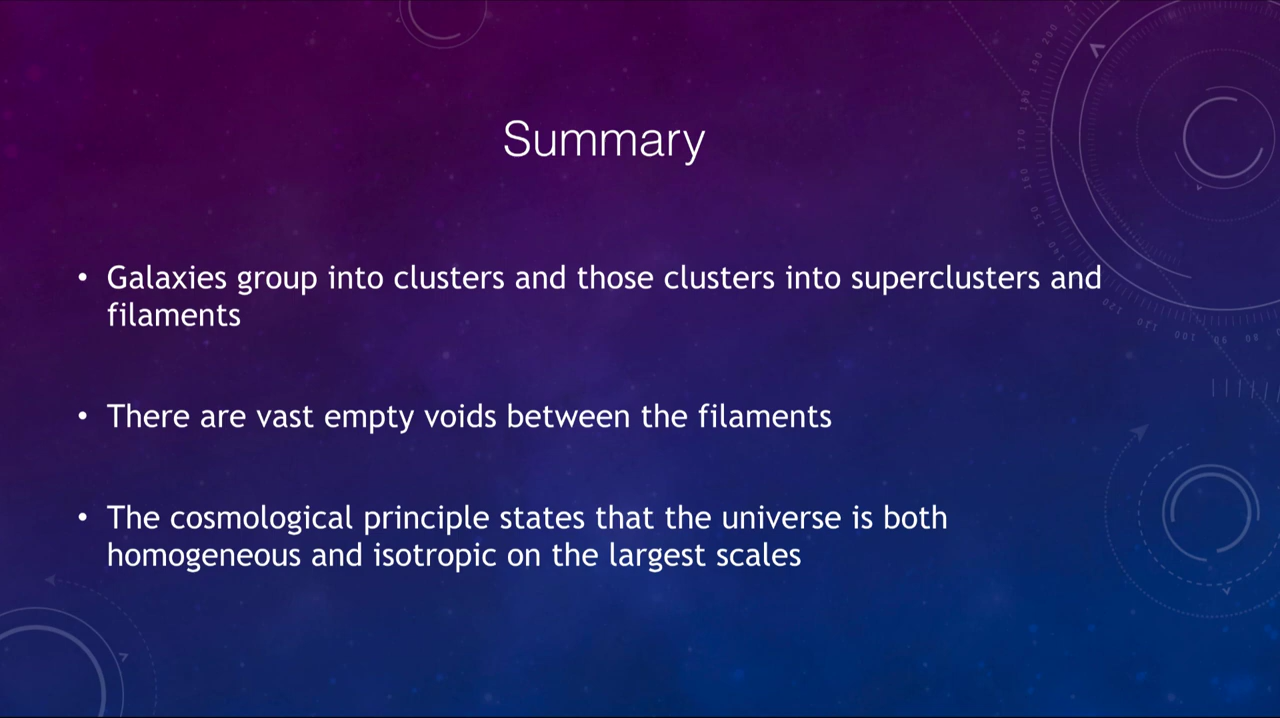 Summary
• Galaxies group into clusters and those clusters into superclusters and
filaments
• There are vast empty voids between the filaments
• The cosmological principle states that the universe is both
homogeneous and isotropic on the largest scales